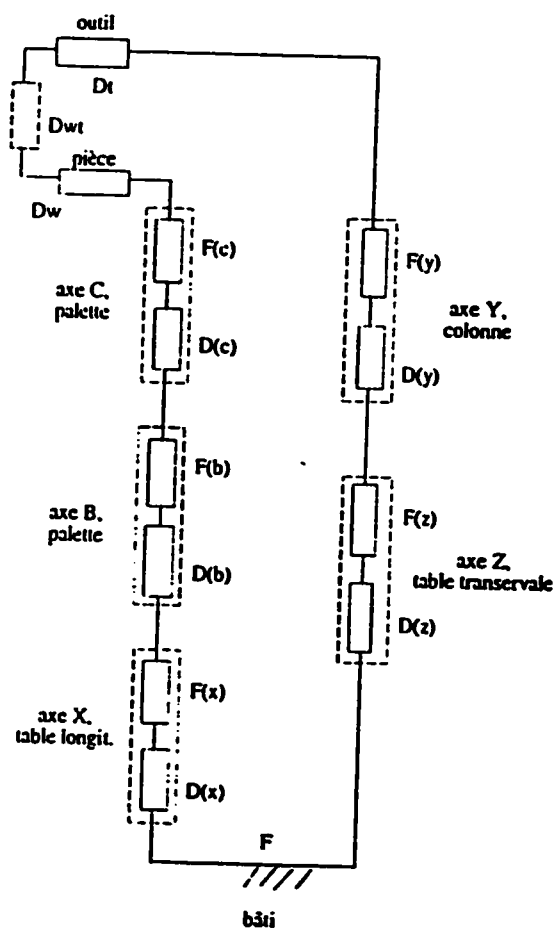 outil
Dt
Dwt
pièce
Dw
F(c)
axe C,
palette
D(c)
F(y)
axe Y,
colonne
D(y)
F(b)
axe B,
palette
D(b)
F(z)
axe Z,
table transervale
D(z)
F(x)
axe X,
table longit.
D(x)
F
bâti